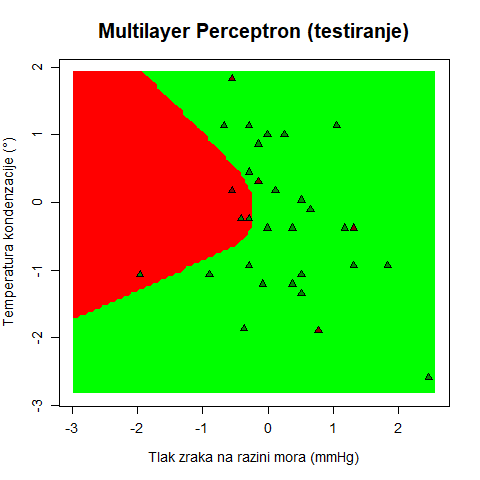 Multilayer Perceptron (testiranje)
Temperatura kondenzacije (°)
2
1
0
-1
-2
-3
-3 -2 -1 0 1 2
Tlak zraka na razini mora (mmHg)